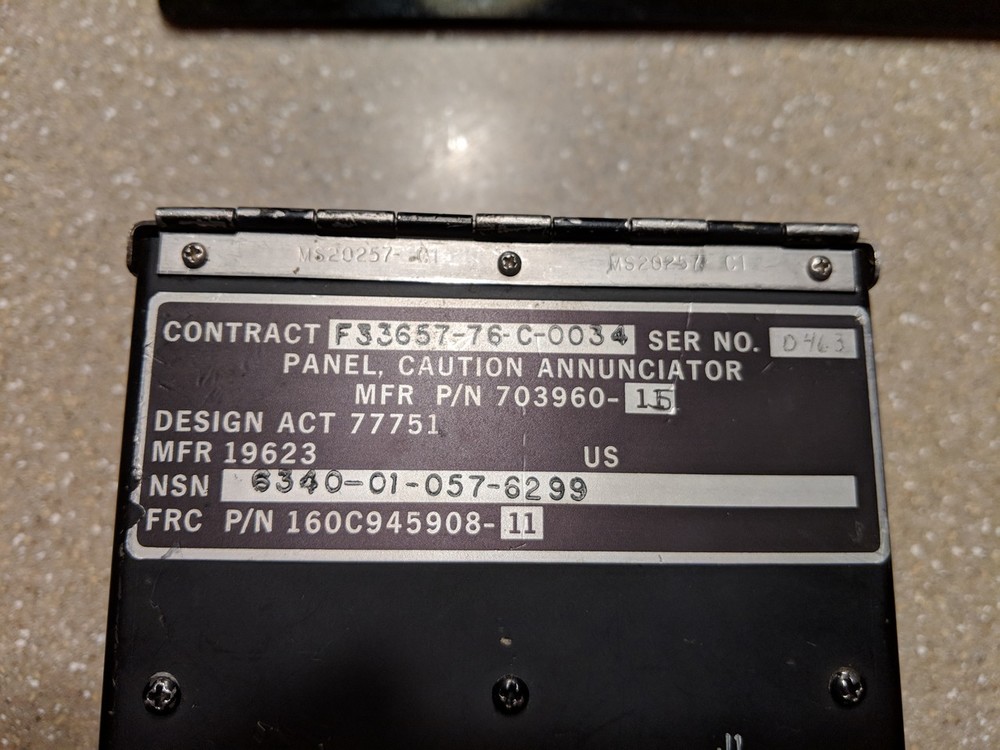 MS20257- C1 MS20257 C1
CONTRACT F33657-76-C-0034 SER NO. D463
PANEL, CAUTION ANNUNCIATOR
MFR P/N 703960-15
DESIGN ACT 77751
MFR 19623 US
NSN 6340-01-057-6299
FRC P/N 160C945908-11